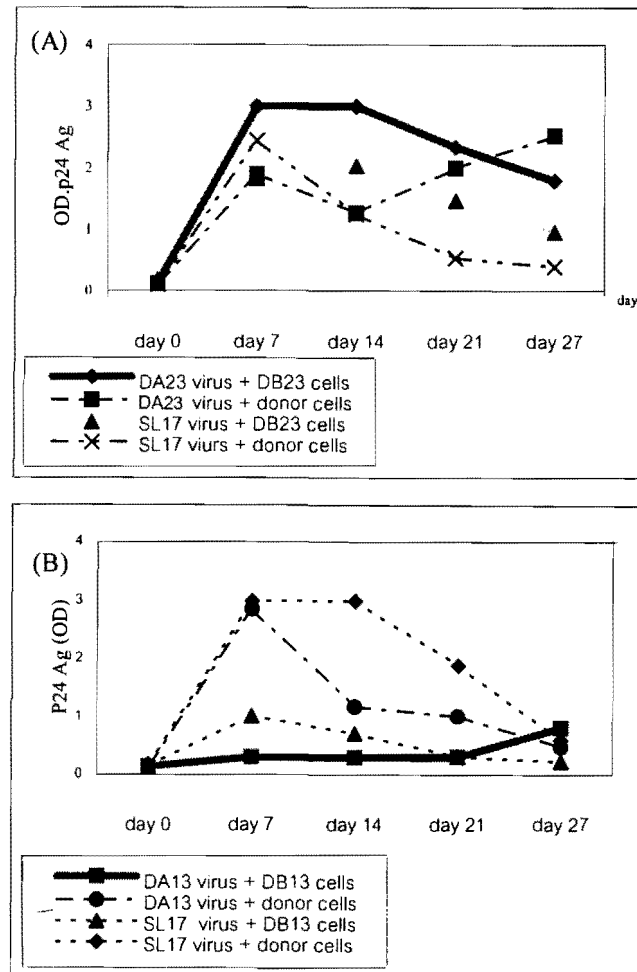 (A)
4
3
2
1
0
OD.p24 Ag
day
day 0 day 7 day 14 day 21 day 27
DA23 virus + DB23 cells
DA23 virus + donor cells
SL17 virus + DB23 cells
SL17 viurs + donor cells
(B)
4
3
2
1
0
P24 Ag (OD)
day 0 day 7 day 14 day 21 day 27
DA13 virus + DB13 cells
DA13 virus + donor cells
SL17 virus + DB13 cells
SL17 virus + donor cells